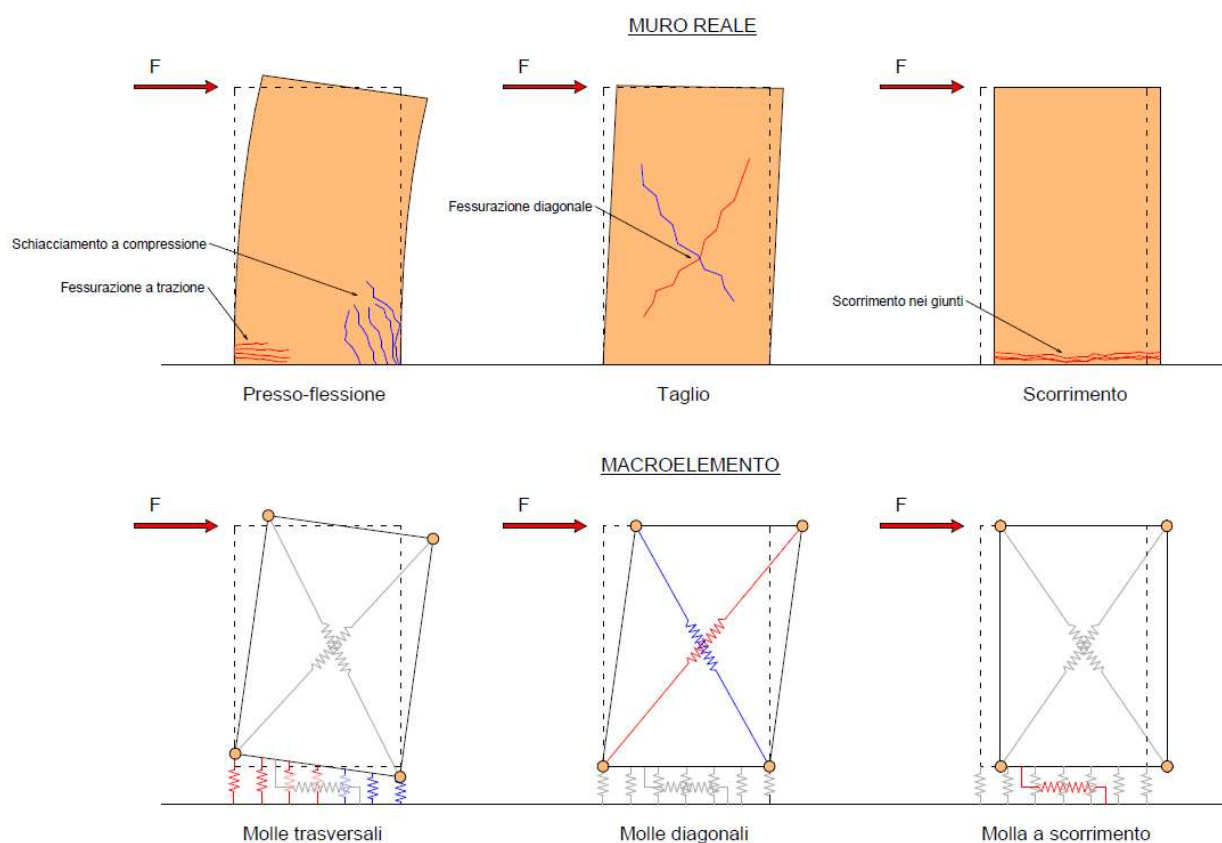 MURO REALE
F
F
F
Schiacciamento a compressione
Fessurazione a trazione
Fessurazione diagonale
Scorrimento nei giunti
Presso-flessione
Taglio
Scorrimento
MACROELEMENTO
F
F
F
Molle trasversali
Molle diagonali
Molla a scorrimento